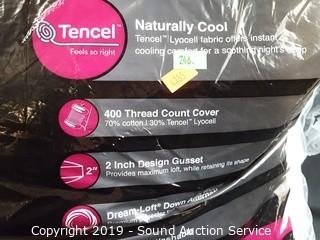 Tencel™
Feels so right
Naturally Cool
Tencel™ Lyocell fabric offers instant
cooling comfort for a soothing night's sleep
400 Thread Count Cover
70% cotton | 30% Tencel™ Lyocell
2"
2 Inch Design Gusset
Provides maximum loft, while retaining its shape
Dream-Loft® Down
Copyright 2019 - Sound Auction Service